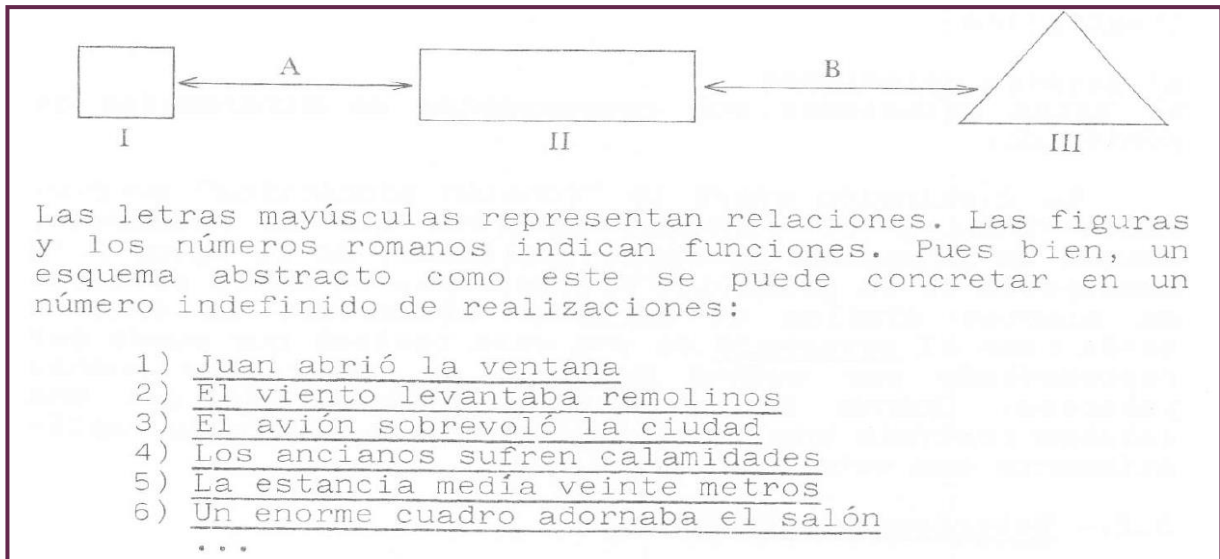 A B
I II III
Las letras mayúsculas representan relaciones. Las figuras
y los números romanos indican funciones. Pues bien, un
esquema abstracto como este se puede concretar en un
número indefinido de realizaciones:
1) Juan abrió la ventana
2) El viento levantaba remolinos
3) El avión sobrevoló la ciudad
4) Los ancianos sufren calamidades
5) La estancia medía veinte metros
6) Un enorme cuadro adornaba el salón
...